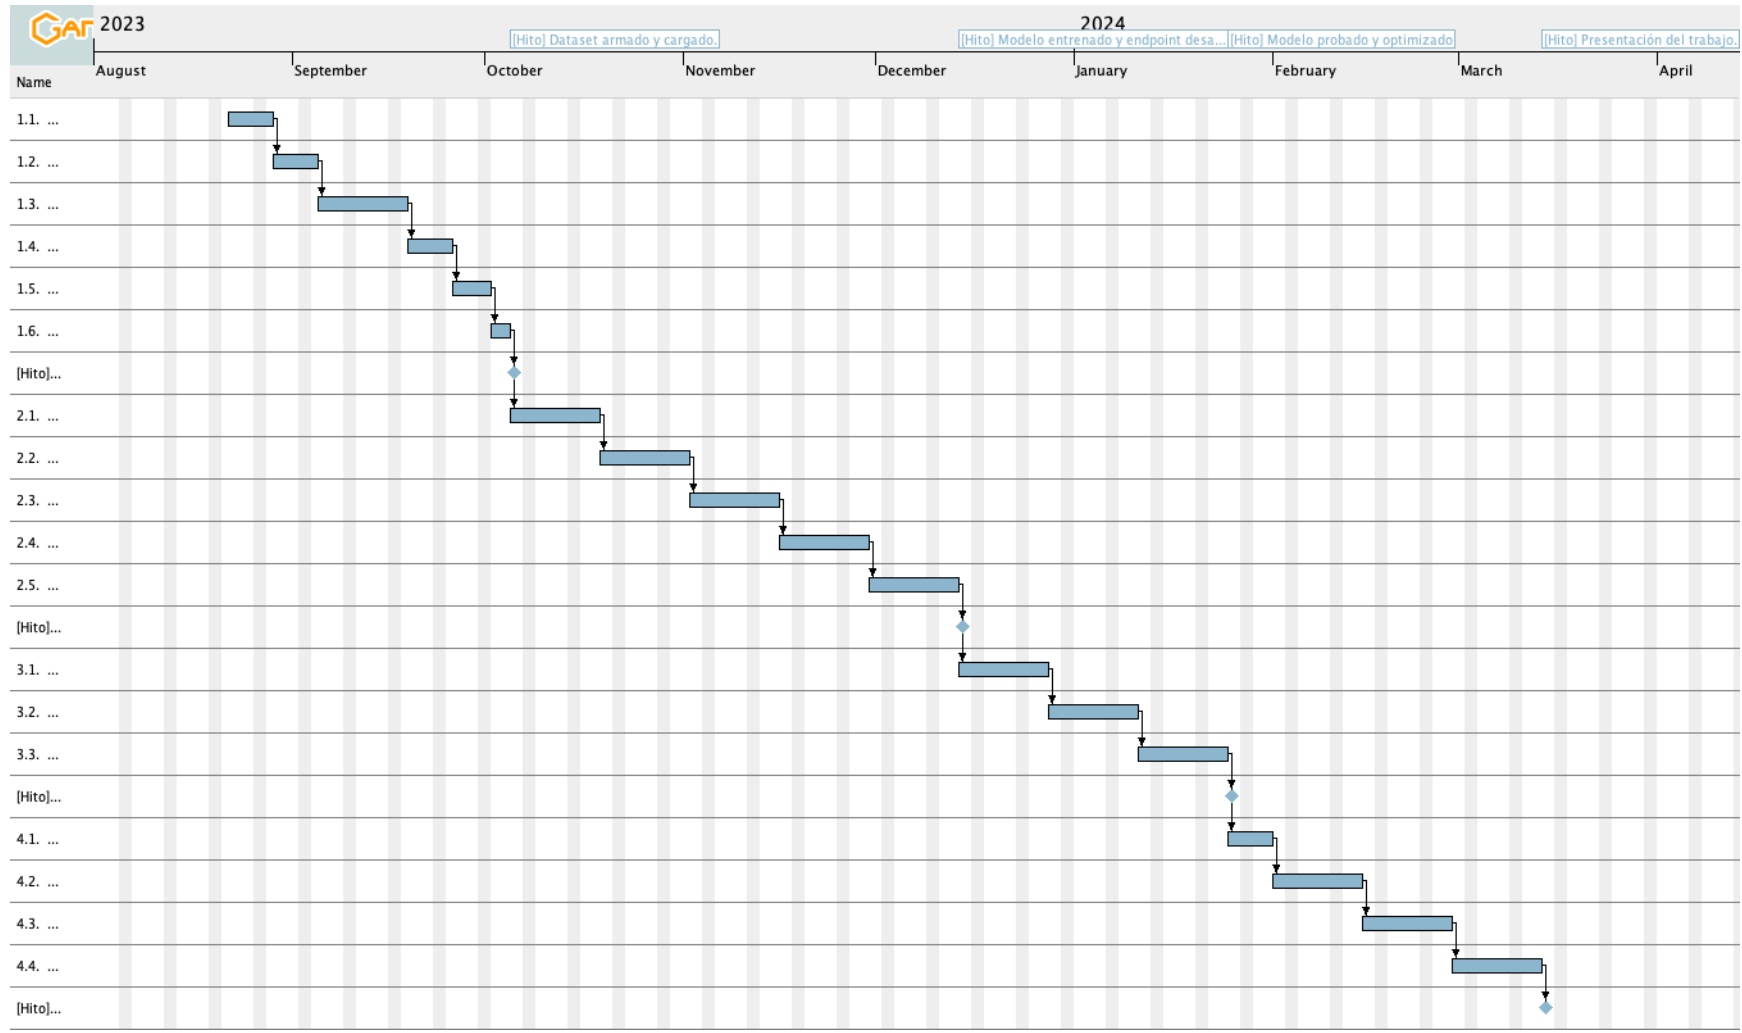 GAN
2023
2024
[Hito] Dataset armado y cargado.
[Hito] Modelo entrenado y endpoint desa...
[Hito] Modelo probado y optimizado
[Hito] Presentación del trabajo.
August
September
October
November
December
January
February
March
April
Name
1.1. ...
1.2. ...
1.3. ...
1.4. ...
1.5. ...
1.6. ...
[Hito]...
2.1. ...
2.2. ...
2.3. ...
2.4. ...
2.5. ...
[Hito]...
3.1. ...
3.2. ...
3.3. ...
[Hito]...
4.1. ...
4.2. ...
4.3. ...
4.4. ...
[Hito]...